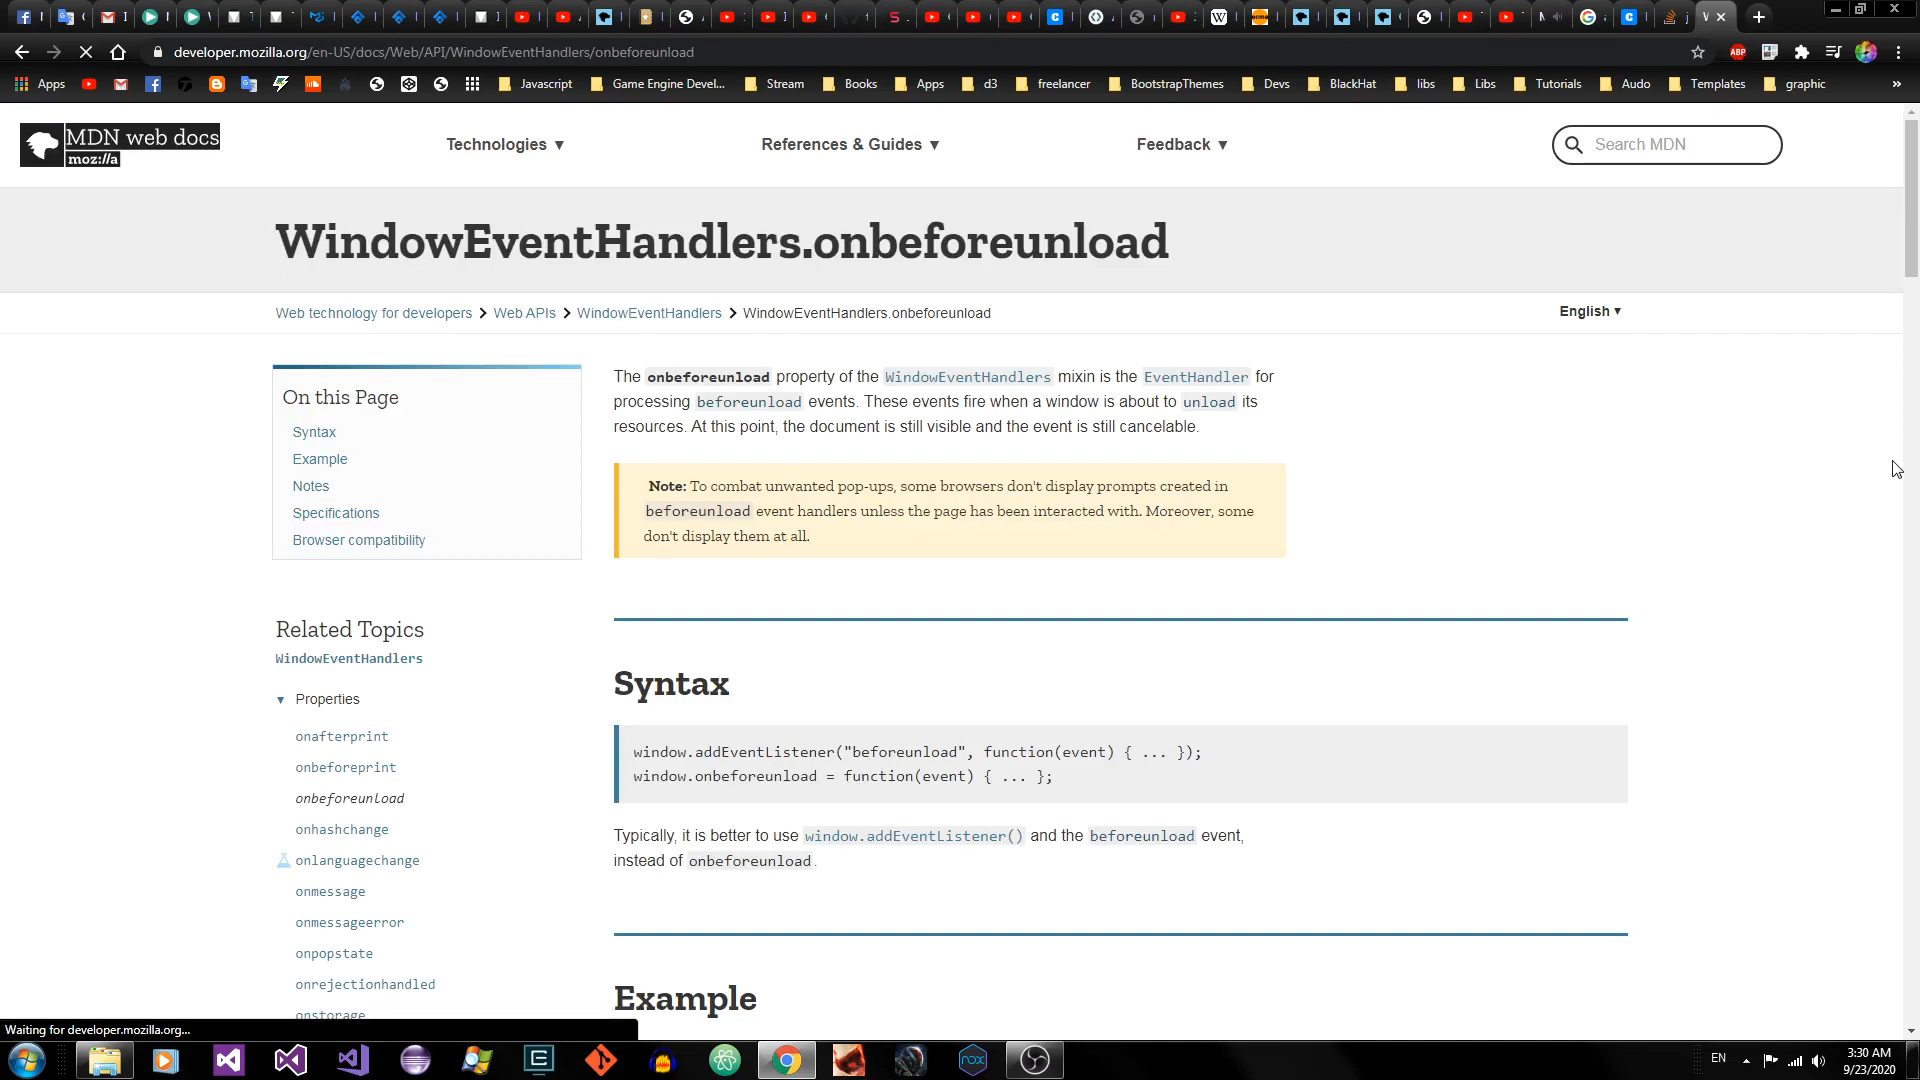 developer.mozilla.org/en-US/docs/Web/API/WindowEventHandlers/onbeforeunload
ABP
Apps
Javascript
Game Engine Devel...
Stream
Books
Apps
d3
freelancer
BootstrapThemes
Devs
BlackHat
libs
Libs
Tutorials
Audo
Templates
graphic
»
MDN web docs
moz://a
Technologies ▼
References & Guides ▼
Feedback ▼
Search MDN
WindowEventHandlers.onbeforeunload
Web technology for developers > Web APIs > WindowEventHandlers > WindowEventHandlers.onbeforeunload
English ▼
On this Page
Syntax
Example
Notes
Specifications
Browser compatibility
Related Topics
WindowEventHandlers
▼ Properties
onafterprint
onbeforeprint
onbeforeunload
onhashchange
onlanguagechange
onmessage
onmessageerror
onpopstate
onrejectionhandled
onstorage
The onbeforeunload property of the WindowEventHandlers mixin is the EventHandler for
processing beforeunload events. These events fire when a window is about to unload its
resources. At this point, the document is still visible and the event is still cancelable.
Note: To combat unwanted pop-ups, some browsers don't display prompts created in
beforeunload event handlers unless the page has been interacted with. Moreover, some
don't display them at all.
Syntax
window.addEventListener("beforeunload", function(event) { ... });
window.onbeforeunload = function(event) { ... };
Typically, it is better to use window.addEventListener() and the beforeunload event,
instead of onbeforeunload.
Example
Waiting for developer.mozilla.org...
nox
EN
3:30 AM
9/23/2020